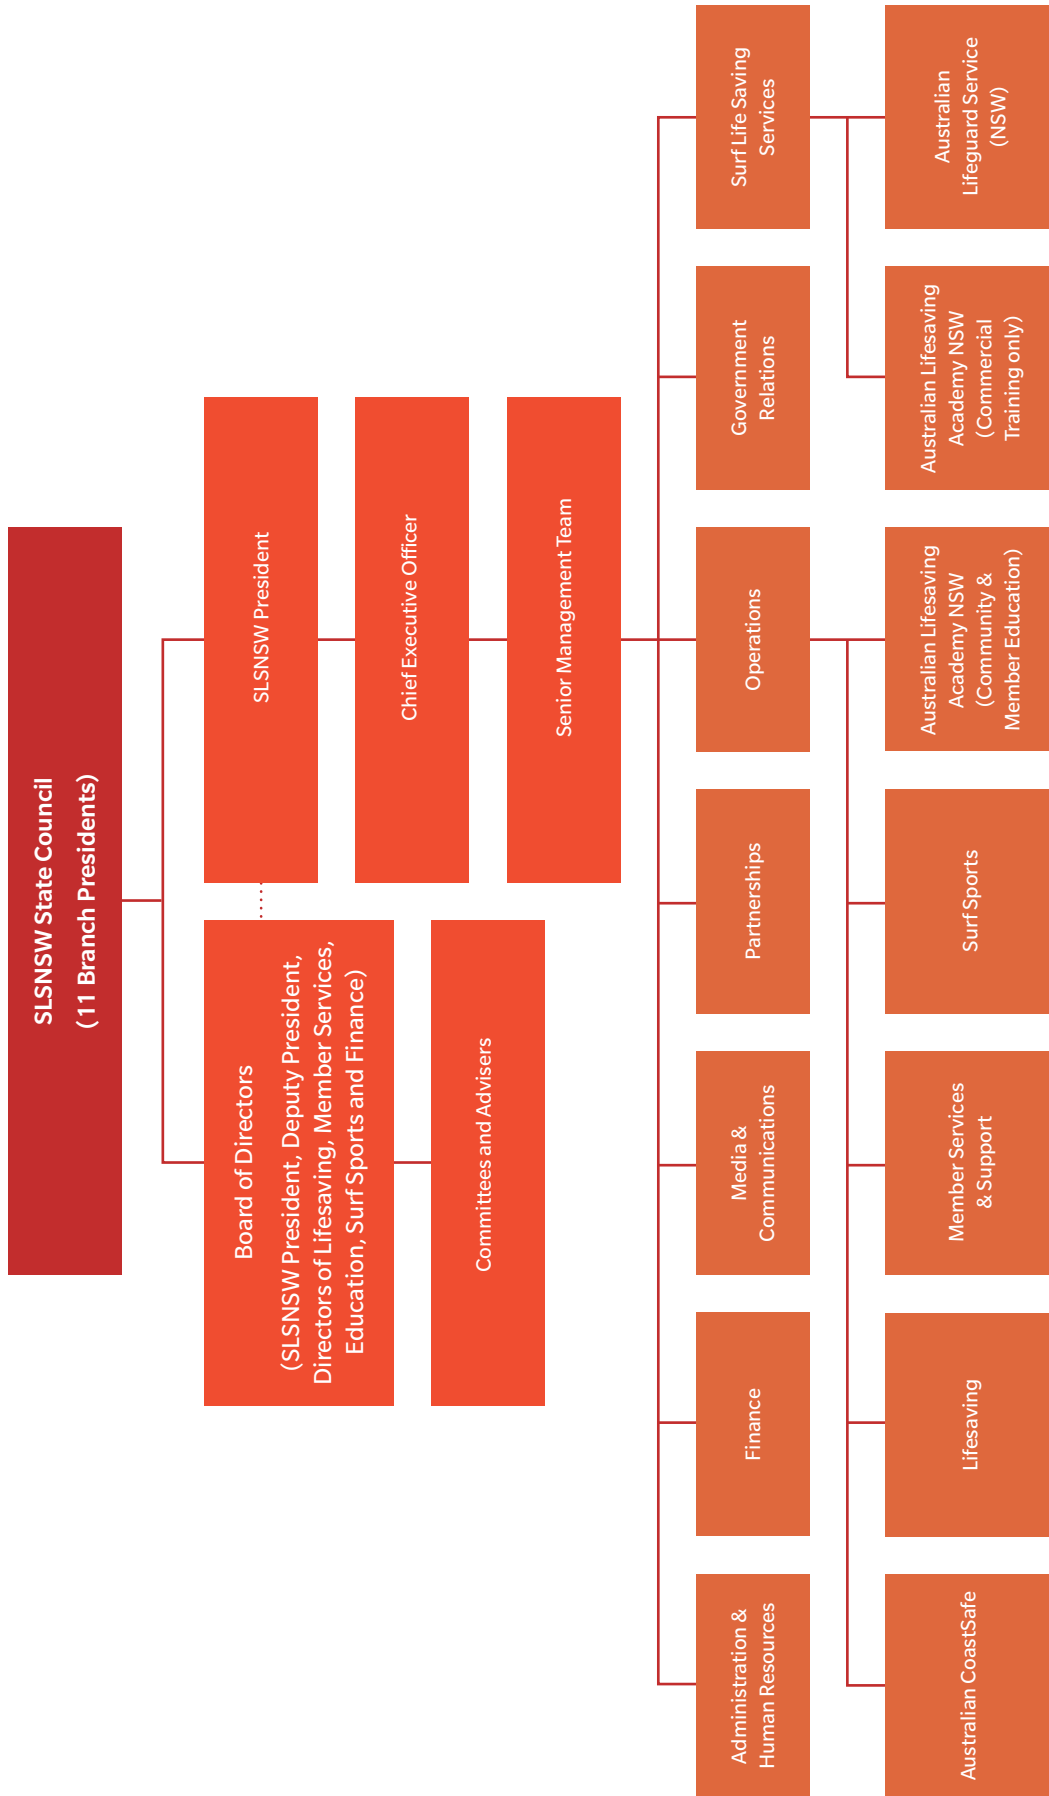 SLSNSW State Council
(11 Branch Presidents)
Board of Directors
(SLSNSW President, Deputy President,
Directors of Lifesaving, Member Services,
Education, Surf Sports and Finance)
SLSNSW President
Committees and Advisers
Chief Executive Officer
Senior Management Team
Administration &
Human Resources
Finance
Media &
Communications
Partnerships
Operations
Government
Relations
Surf Life Saving
Services
Australian CoastSafe
Lifesaving
Member Services
& Support
Surf Sports
Australian Lifesaving
Academy NSW
(Community &
Member Education)
Australian Lifesaving
Academy NSW
(Commercial
Training only)
Australian
Lifeguard Service
(NSW)